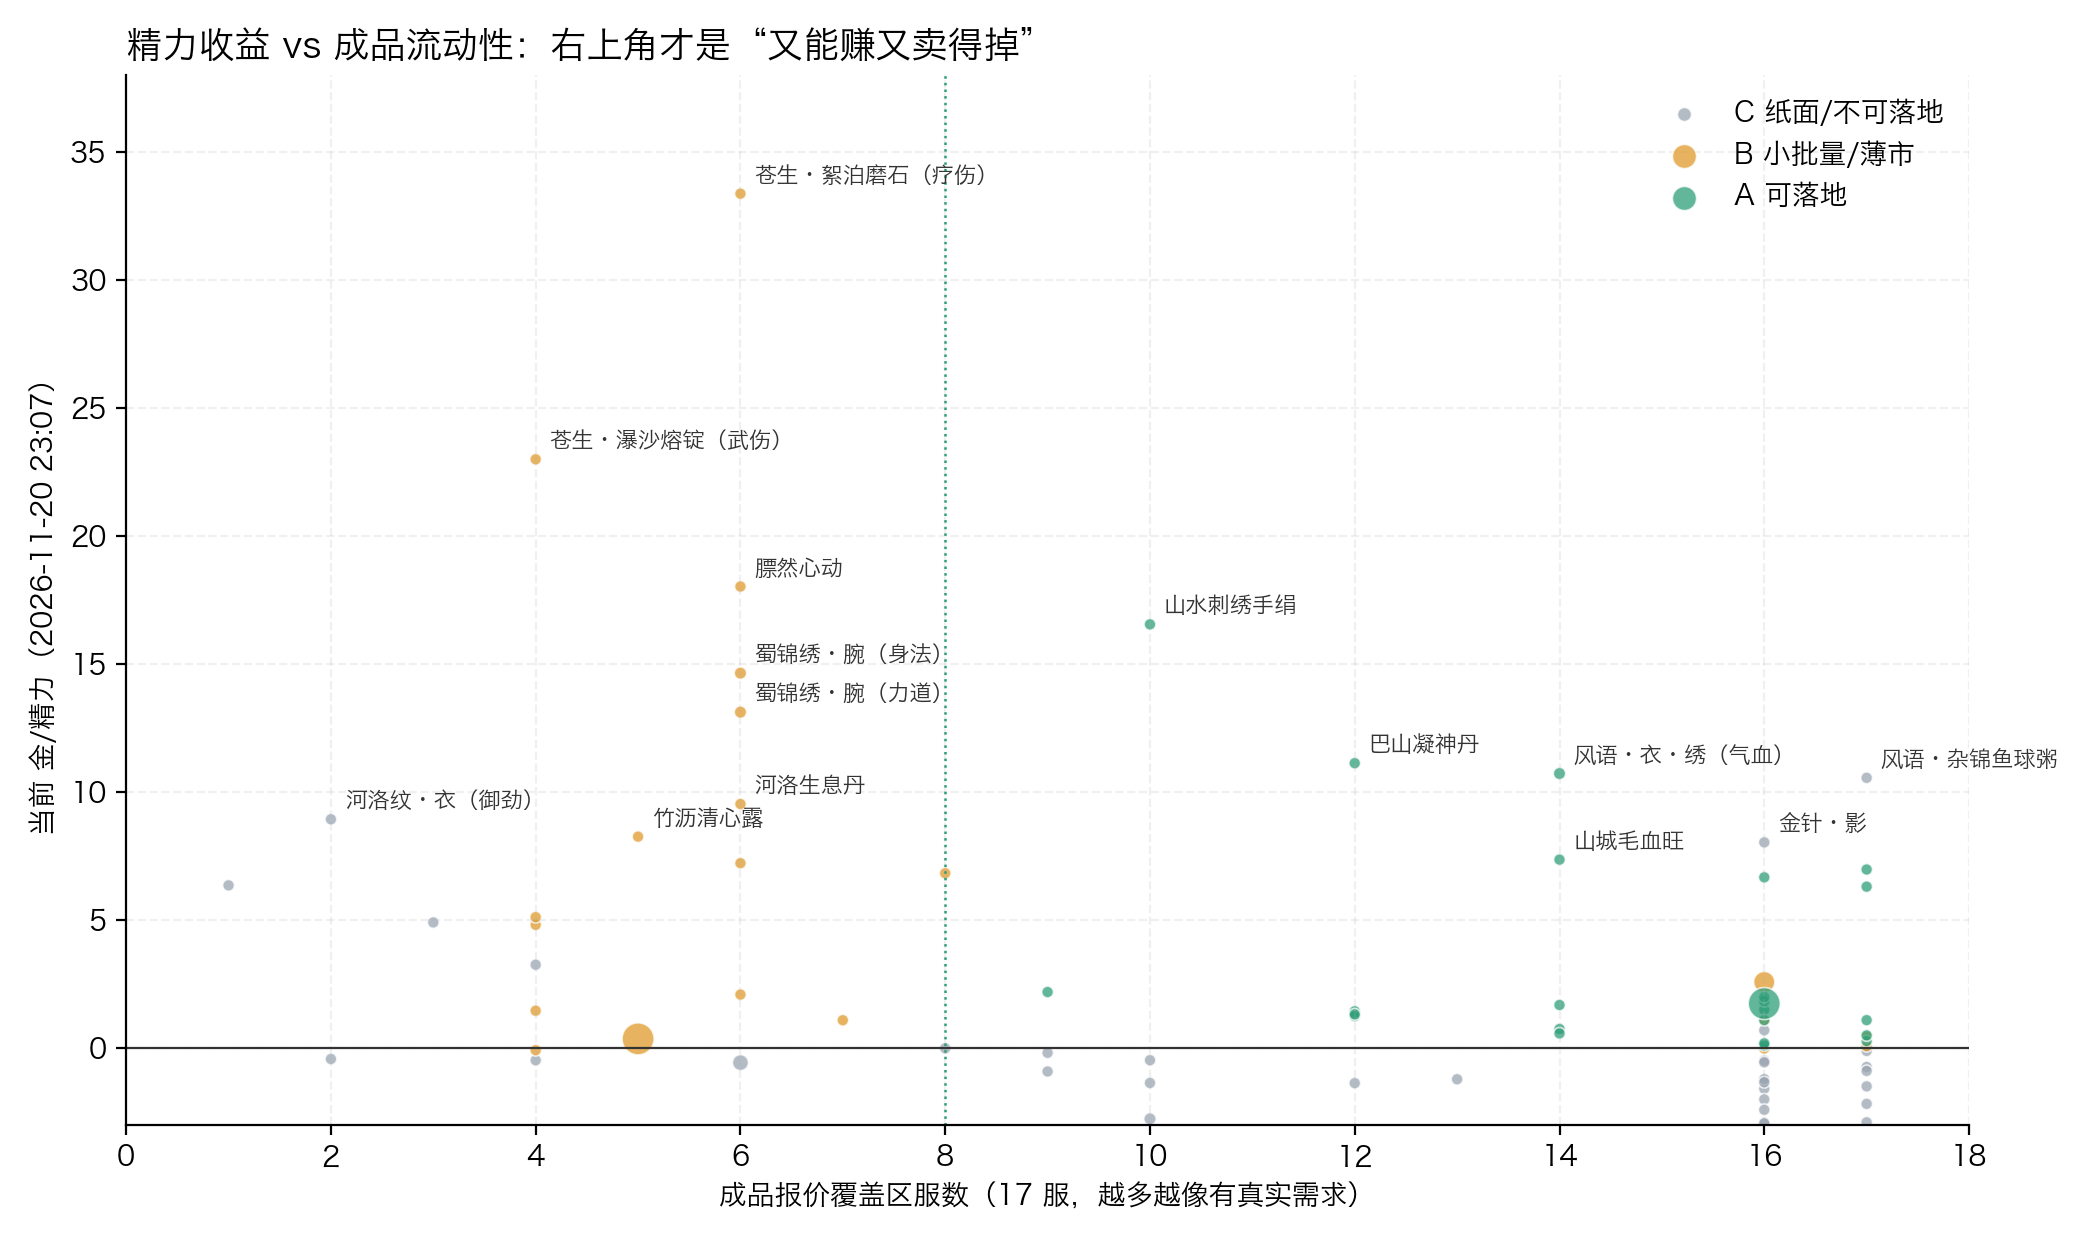 精力收益 vs 成品流动性：右上角才是“又能赚又卖得掉”
C 纸面/不可落地
B 小批量/薄市
A 可落地
当前 金/精力（2026-11-20 23:07）
35
30
25
20
15
10
5
0
苍生・絮泊磨石（疗伤）
苍生・瀑沙熔锭（武伤）
膘然心动
山水刺绣手绢
蜀锦绣・腕（身法）
蜀锦绣・腕（力道）
巴山凝神丹
风语・衣・绣（气血）
风语・杂锦鱼球粥
河洛生息丹
河洛纹・衣（御劲）
竹沥清心露
金针・影
山城毛血旺
0 2 4 6 8 10 12 14 16 18
成品报价覆盖区服数（17 服，越多越像有真实需求）